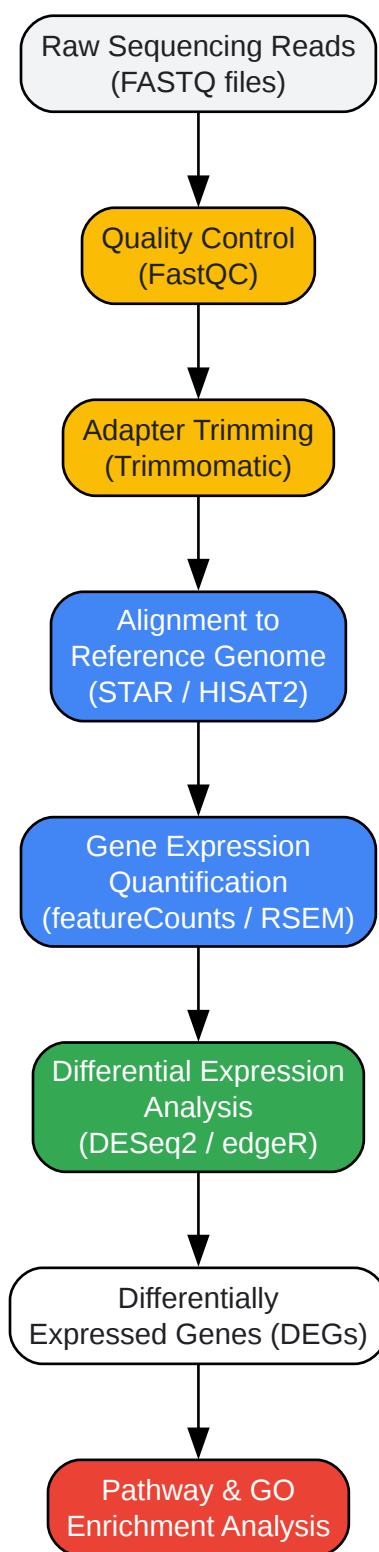 Raw Sequencing Reads
(FASTQ files)
Quality Control
(FastQC)
Adapter Trimming
(Trimmomatic)
Alignment to
Reference Genome
(STAR / HISAT2)
Gene Expression
Quantification
(featureCounts / RSEM)
Differential Expression
Analysis
(DESeq2 / edgeR)
Differentially
Expressed Genes (DEGs)
Pathway & GO
Enrichment Analysis